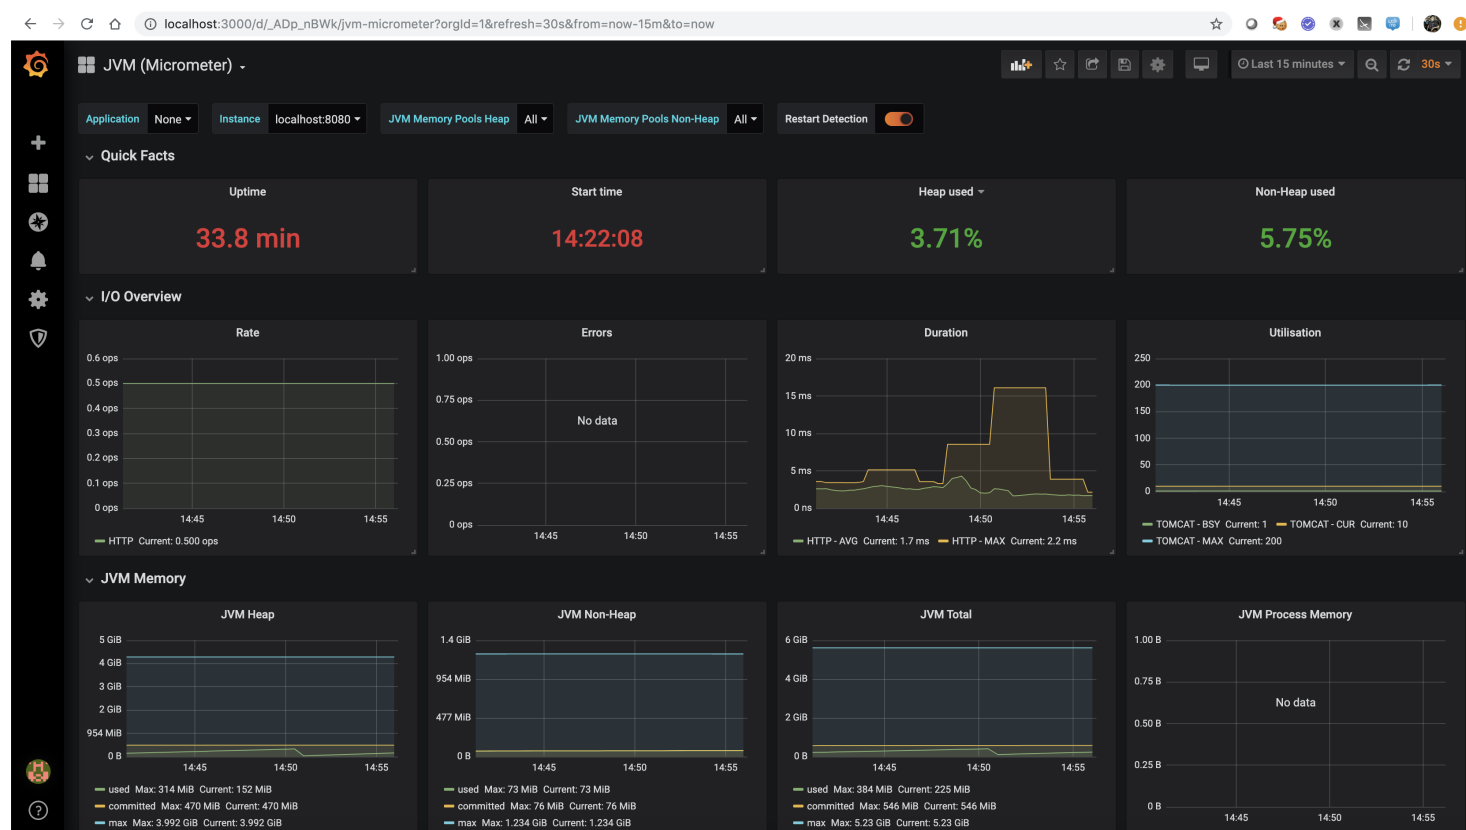 localhost:3000/d/_ADp_nBWk/jvm-micrometer?orgId=1&refresh=30s&from=now-15m&to=now
JVM (Micrometer)
Last 15 minutes
30s
Application None Instance localhost:8080 JVM Memory Pools Heap All JVM Memory Pools Non-Heap All Restart Detection
Quick Facts
Uptime
33.8 min
Start time
14:22:08
Heap used
3.71%
Non-Heap used
5.75%
I/O Overview
Rate
0.6 ops
0.5 ops
0.4 ops
0.3 ops
0.2 ops
0.1 ops
0 ops
14:45 14:50 14:55
HTTP Current: 0.500 ops
Errors
1.00 ops
0.75 ops
No data
0.50 ops
0.25 ops
0 ops
14:45 14:50 14:55
Duration
20 ms
15 ms
10 ms
5 ms
0 ns
14:45 14:50 14:55
HTTP - AVG Current: 1.7 ms HTTP - MAX Current: 2.2 ms
Utilisation
250
200
150
100
50
0
14:45 14:50 14:55
TOMCAT - BSY Current: 1 TOMCAT - CUR Current: 10
TOMCAT - MAX Current: 200
JVM Memory
JVM Heap
5 GiB
4 GiB
3 GiB
2 GiB
954 MiB
0 B
14:45 14:50 14:55
used Max: 314 MiB Current: 152 MiB
committed Max: 470 MiB Current: 470 MiB
max Max: 3.992 GiB Current: 3.992 GiB
JVM Non-Heap
1.4 GiB
954 MiB
477 MiB
0 B
14:45 14:50 14:55
used Max: 73 MiB Current: 73 MiB
committed Max: 76 MiB Current: 76 MiB
max Max: 1.234 GiB Current: 1.234 GiB
JVM Total
6 GiB
4 GiB
2 GiB
0 B
14:45 14:50 14:55
used Max: 384 MiB Current: 225 MiB
committed Max: 546 MiB Current: 546 MiB
max Max: 5.23 GiB Current: 5.23 GiB
JVM Process Memory
1.00 B
0.75 B
No data
0.50 B
0.25 B
0 B
14:45 14:50 14:55